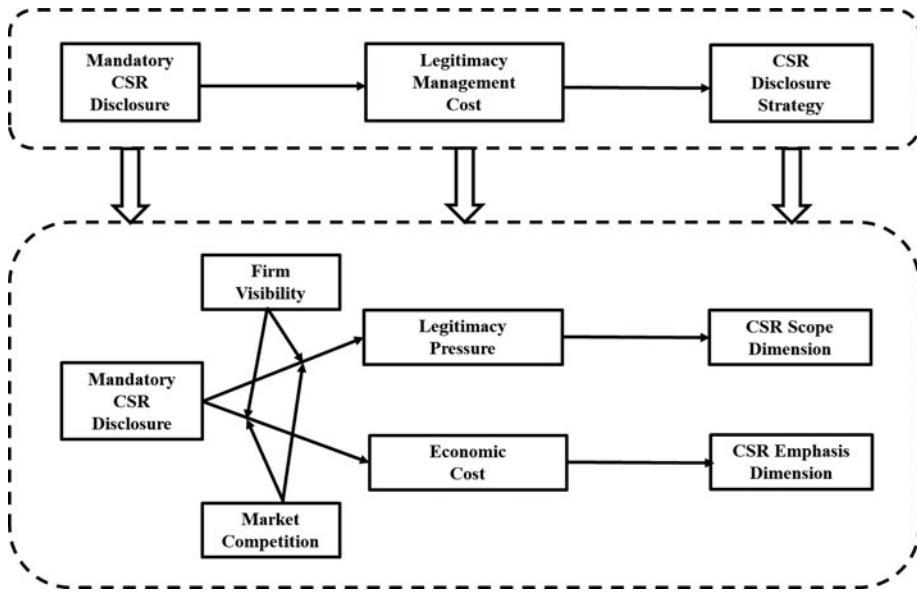 Mandatory
CSR
Disclosure
Legitimacy
Management
Cost
CSR
Disclosure
Strategy
Firm
Visibility
Legitimacy
Pressure
CSR Scope
Dimension
Mandatory
CSR
Disclosure
Economic
Cost
CSR Emphasis
Dimension
Market
Competition